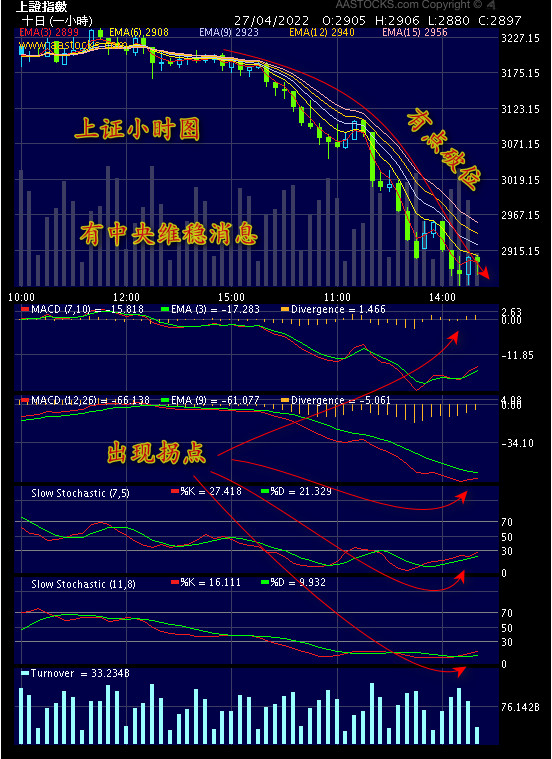 上證指數
AASTOCKS.com Copyright ©
十日 (一小時) 27/04/2022 O:2905 H:2906 L:2880 C:2897
EMA(3) 2899 EMA(6) 2908 EMA(9) 2923 EMA(12) 2940 EMA(15) 2956
www.aastocks.com
3227.15
3175.15
3123.15
3071.15
3019.15
2967.15
2915.15
上证小时图
有点破位
有中央维稳消息
10:00 12:00 15:00 11:00 14:00
MACD (7,10) = -15.818 EMA (3) = -17.283 Divergence = 1.466
2.63
0.00
-11.85
MACD (12,26) = -66.138 EMA (9) = -61.077 Divergence = -5.061
0.00
-34.10
出现拐点
Slow Stochastic (7,5) %K = 27.418 %D = 21.329
70
50
30
0
Slow Stochastic (11,8) %K = 16.111 %D = 9.932
70
50
30
0
Turnover = 33.234B
76.142B